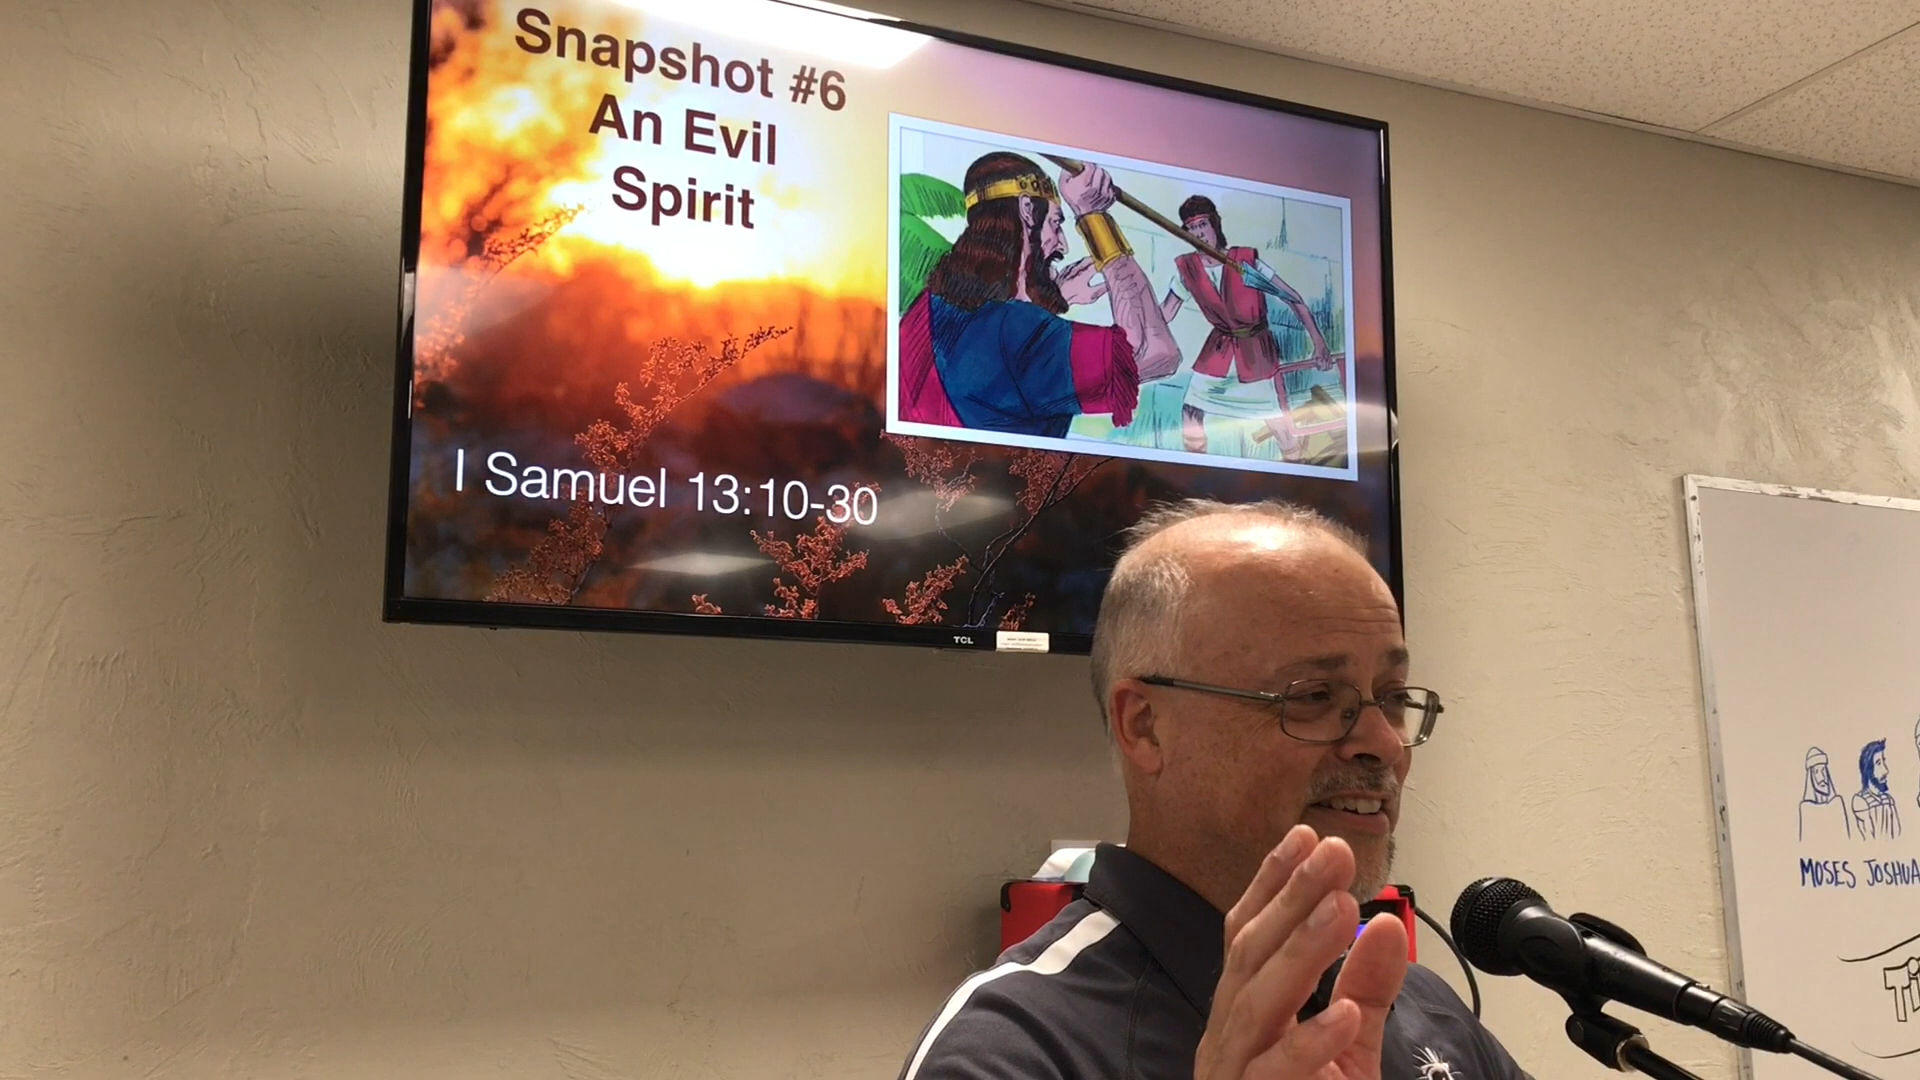 Snapshot #6
An Evil
Spirit
I Samuel 13:10-30
TCL
MOSES JOSHUA